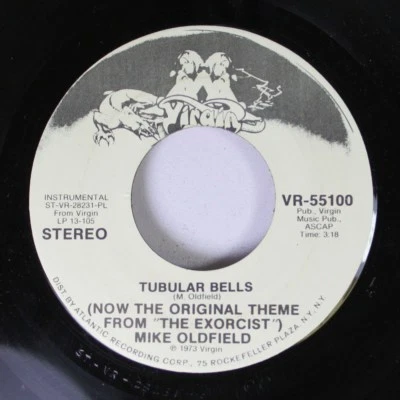 Virgin
INSTRUMENTAL
ST-VR-28231-PL
From Virgin
LP 13-105
STEREO
VR-55100
Pub., Virgin
Music Pub.,
ASCAP
Time: 3:18
TUBULAR BELLS
(M. Oldfield)
(NOW THE ORIGINAL THEME
FROM "THE EXORCIST")
MIKE OLDFIELD
℗ 1973 Virgin
DIST BY ATLANTIC RECORDING CORP., 75 ROCKEFELLER PLAZA, N.Y. N.Y.